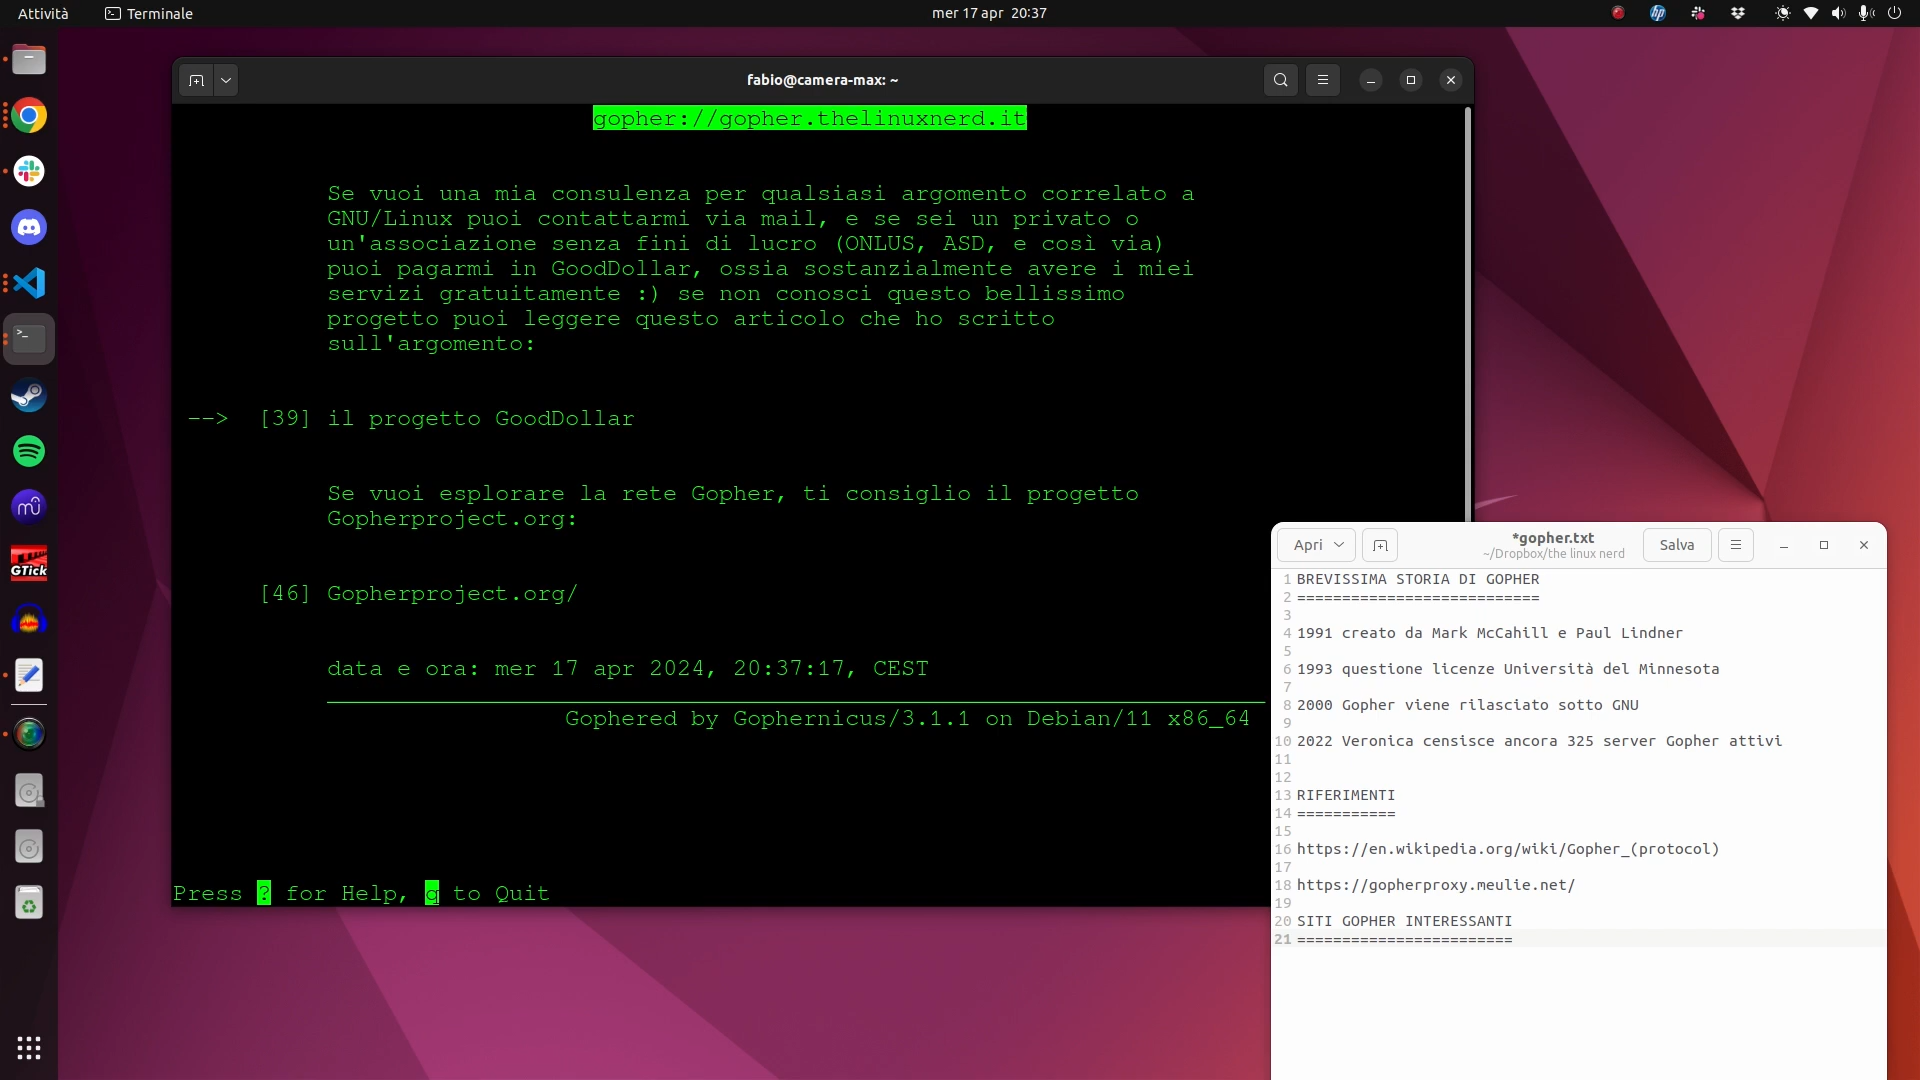 Attività
Terminale
mer 17 apr 20:37
fabio@camera-max: ~
gopher://gopher.thelinuxnerd.it
Se vuoi una mia consulenza per qualsiasi argomento correlato a
GNU/Linux puoi contattarmi via mail, e se sei un privato o
un'associazione senza fini di lucro (ONLUS, ASD, e così via)
puoi pagarmi in GoodDollar, ossia sostanzialmente avere i miei
servizi gratuitamente :) se non conosci questo bellissimo
progetto puoi leggere questo articolo che ho scritto
sull'argomento:
--> [39] il progetto GoodDollar
Se vuoi esplorare la rete Gopher, ti consiglio il progetto
Gopherproject.org:
[46] Gopherproject.org/
data e ora: mer 17 apr 2024, 20:37:17, CEST
Gophered by Gophernicus/3.1.1 on Debian/11 x86_64
Press ? for Help, q to Quit
Apri
*gopher.txt
~/Dropbox/the linux nerd
Salva
1 BREVISSIMA STORIA DI GOPHER
2 ===========================
3
4 1991 creato da Mark McCahill e Paul Lindner
5
6 1993 questione licenze Università del Minnesota
7
8 2000 Gopher viene rilasciato sotto GNU
9
10 2022 Veronica censisce ancora 325 server Gopher attivi
11
12
13 RIFERIMENTI
14 ===========
15
16 https://en.wikipedia.org/wiki/Gopher_(protocol)
17
18 https://gopherproxy.meulie.net/
19
20 SITI GOPHER INTERESSANTI
21 ========================
GTick
hp